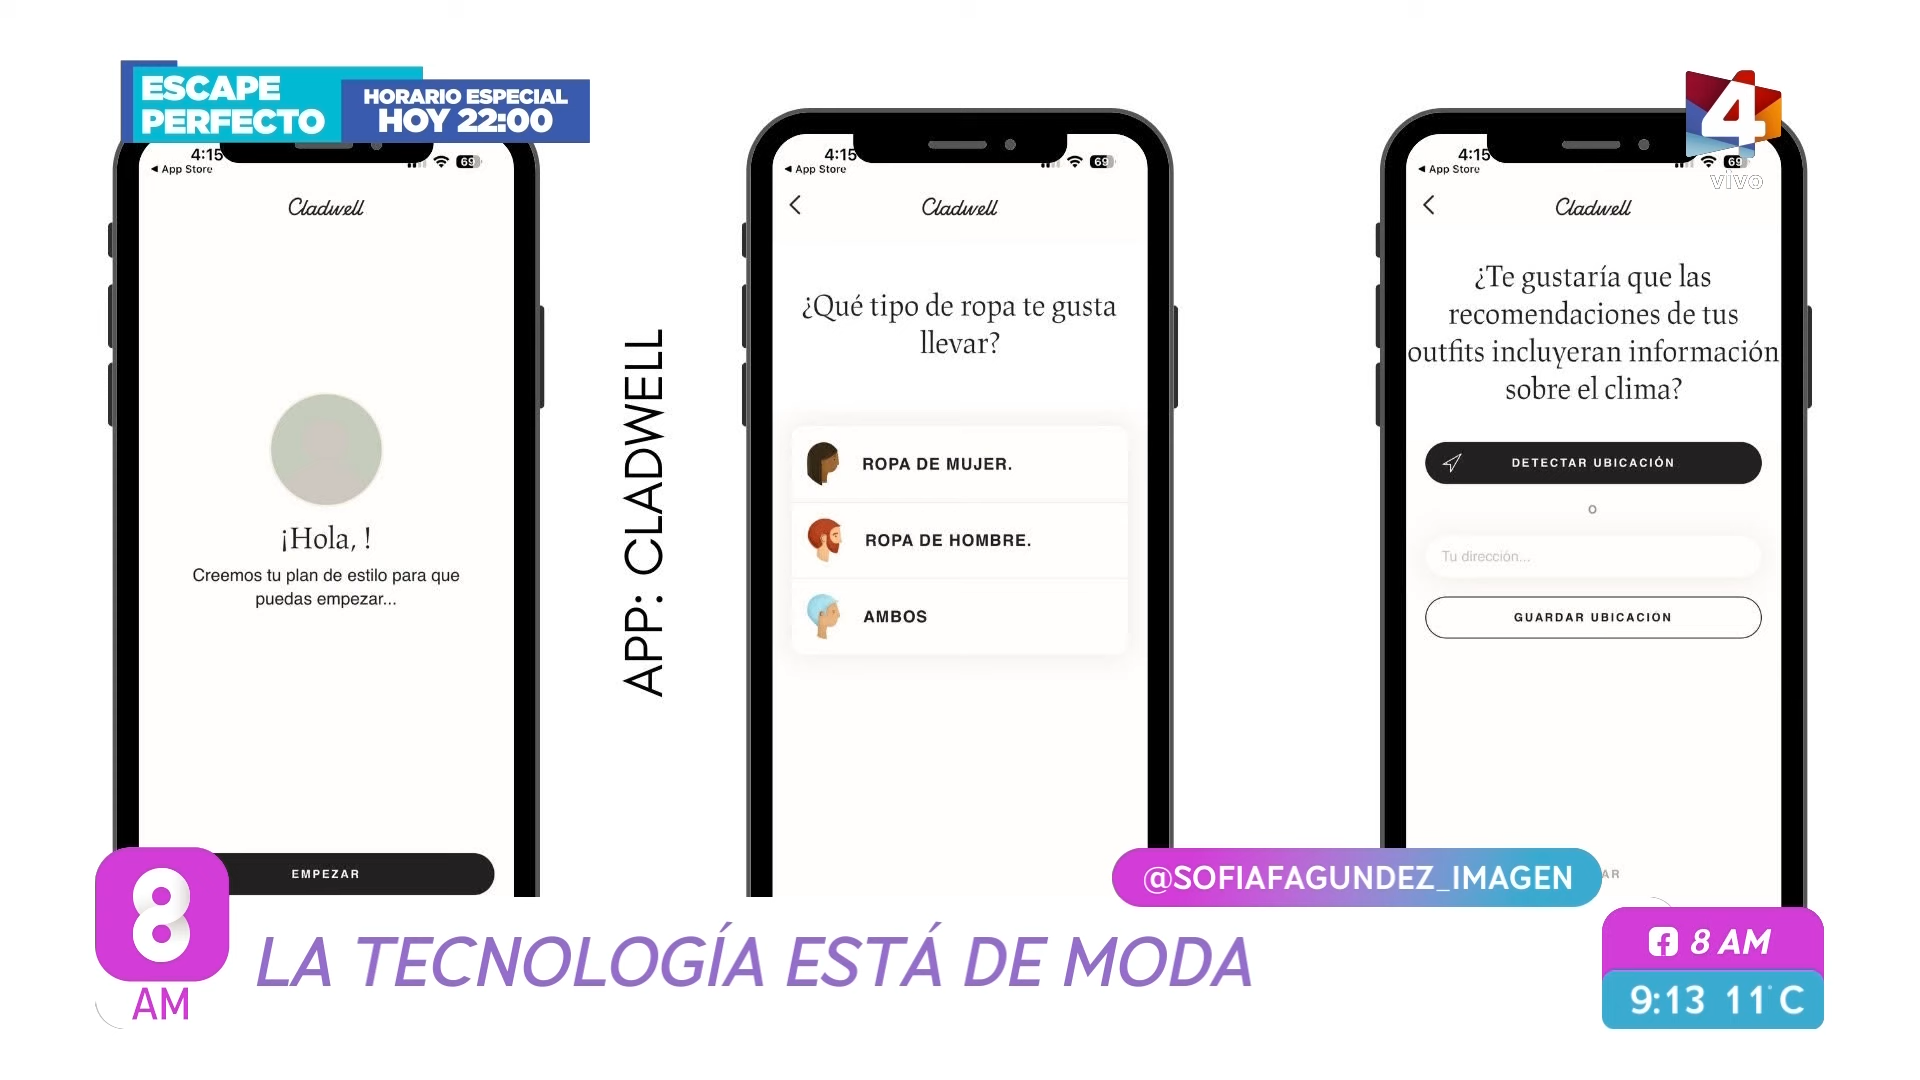 ESCAPE
PERFECTO
HORARIO ESPECIAL
HOY 22:00
4
vivo
4:15
69
◀ App Store
Cladwell
¡Hola, !
Creemos tu plan de estilo para que
puedas empezar...
EMPEZAR
APP: CLADWELL
4:15
69
◀ App Store
Cladwell
¿Qué tipo de ropa te gusta
llevar?
ROPA DE MUJER.
ROPA DE HOMBRE.
AMBOS
4:15
69
◀ App Store
Cladwell
¿Te gustaría que las
recomendaciones de tus
outfits incluyeran información
sobre el clima?
DETECTAR UBICACIÓN
O
Tu dirección...
GUARDAR UBICACION
AR
@SOFIAFAGUNDEZ_IMAGEN
8
AM
LA TECNOLOGÍA ESTÁ DE MODA
8 AM
9:13 11°C